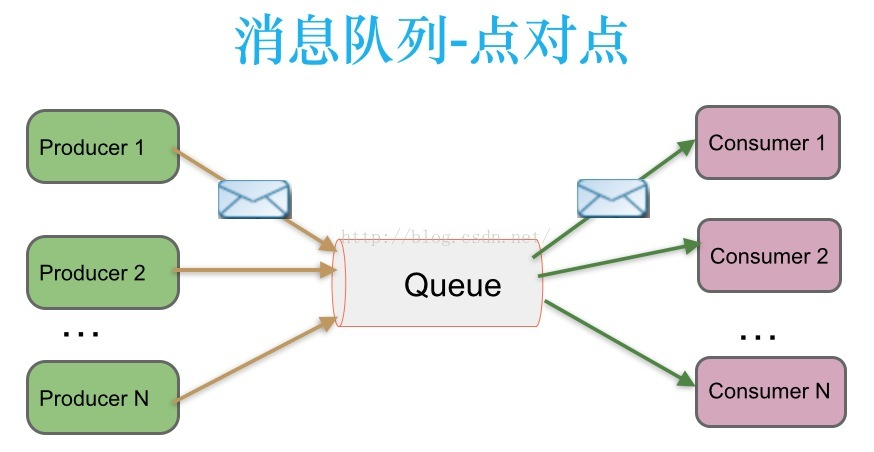 消息队列-点对点
Producer 1
Consumer 1
http://blog.csdn.net/
Producer 2
Queue
Consumer 2
...
...
Producer N
Consumer N